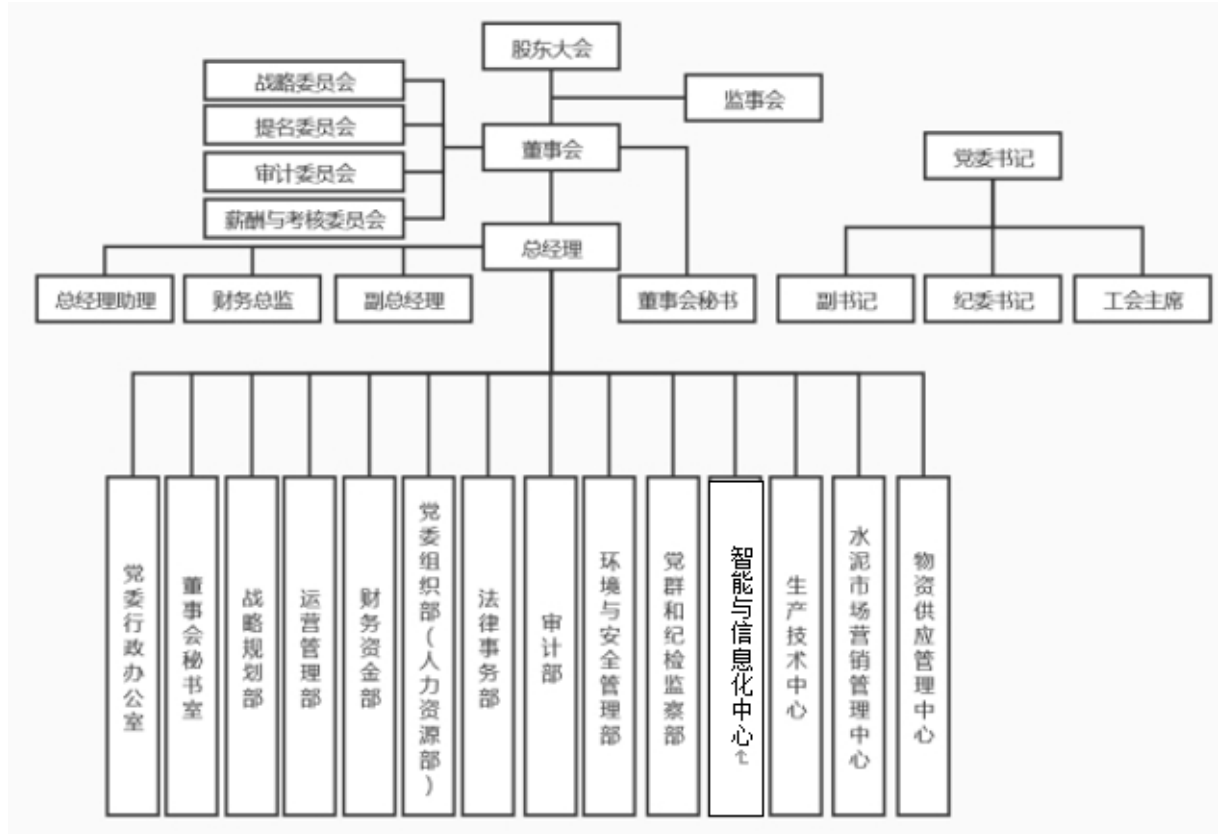 股东大会
战略委员会
监事会
提名委员会
董事会
党委书记
审计委员会
薪酬与考核委员会
总经理
总经理助理
财务总监
副总经理
董事会秘书
副书记
纪委书记
工会主席
党委行政办公室
董事会秘书室
战略规划部
运营管理部
财务资金部
党委组织部(人力资源部)
法律事务部
审计部
环境与安全管理部
党群和纪检监察部
智能与信息化中心
生产技术中心
水泥市场营销管理中心
物资供应管理中心